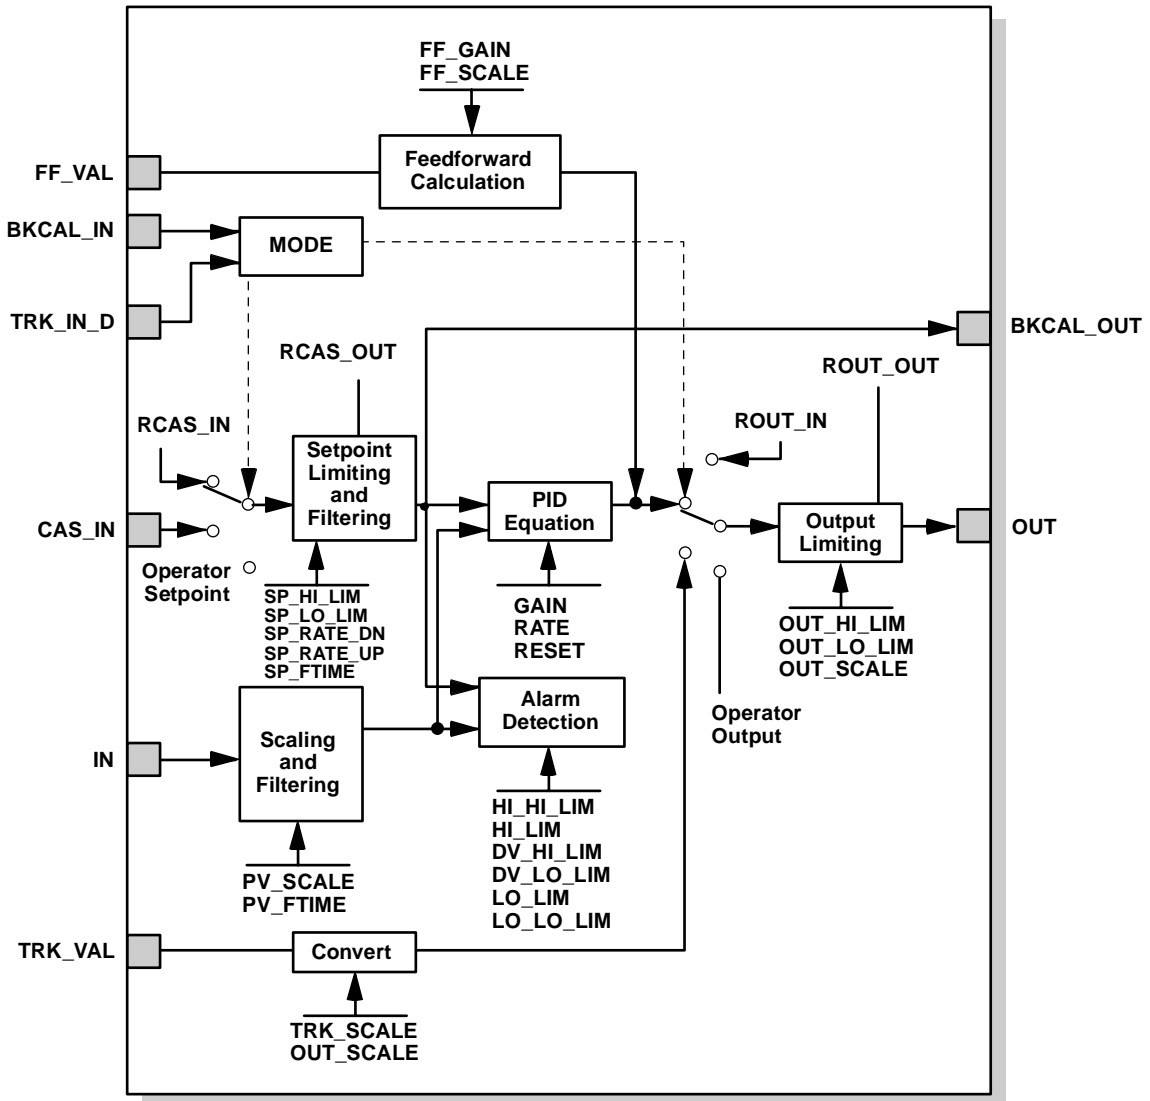 FF_GAIN
FF_SCALE
FF_VAL
Feedforward
Calculation
BKCAL_IN
MODE
TRK_IN_D
BKCAL_OUT
RCAS_OUT
ROUT_OUT
RCAS_IN
ROUT_IN
Setpoint
Limiting
and
Filtering
PID
Equation
CAS_IN
Output
Limiting
OUT
Operator
Setpoint
SP_HI_LIM
SP_LO_LIM
SP_RATE_DN
SP_RATE_UP
SP_FTIME
GAIN
RATE
RESET
OUT_HI_LIM
OUT_LO_LIM
OUT_SCALE
Alarm
Detection
Operator
Output
IN
Scaling
and
Filtering
HI_HI_LIM
HI_LIM
DV_HI_LIM
DV_LO_LIM
LO_LIM
LO_LO_LIM
PV_SCALE
PV_FTIME
TRK_VAL
Convert
TRK_SCALE
OUT_SCALE